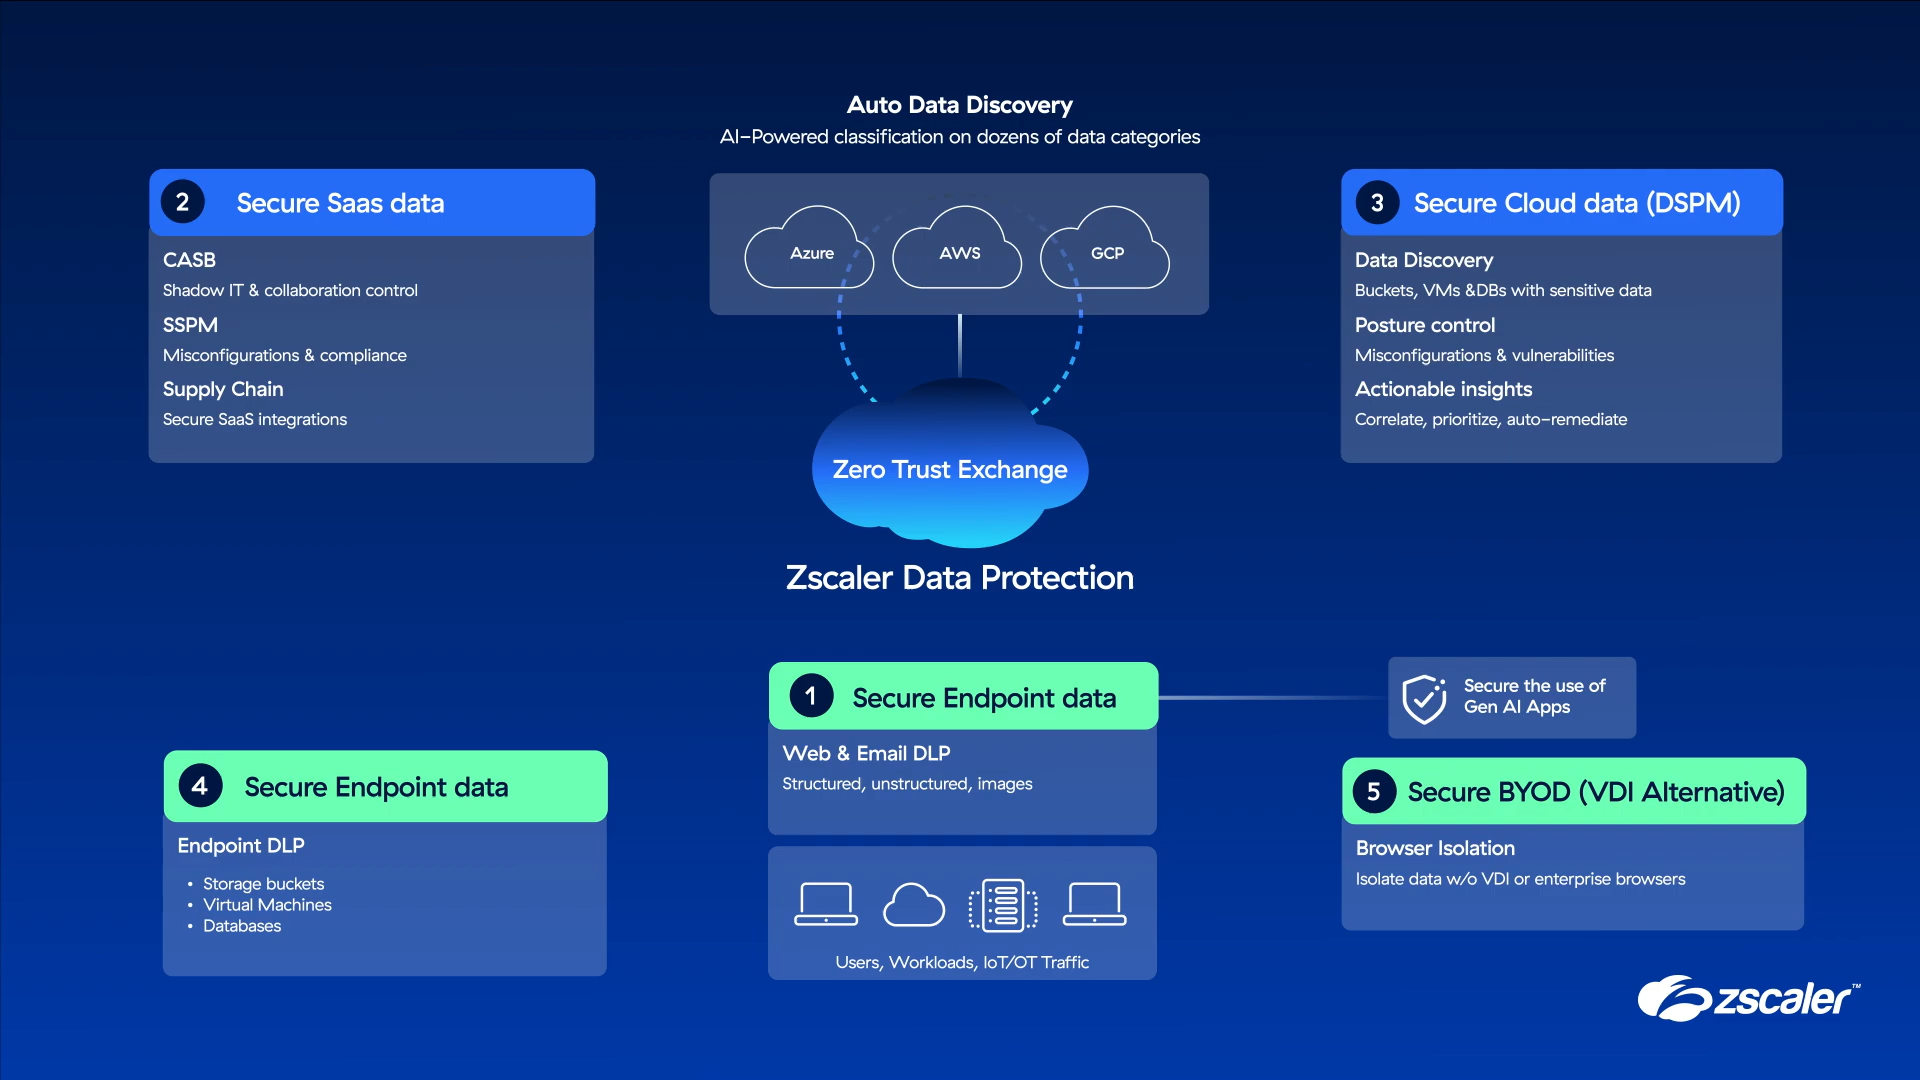 Auto Data Discovery
AI-Powered classification on dozens of data categories
Azure
AWS
GCP
Zero Trust Exchange
Zscaler Data Protection
2
Secure Saas data
CASB
Shadow IT & collaboration control
SSPM
Misconfigurations & compliance
Supply Chain
Secure SaaS integrations
3
Secure Cloud data (DSPM)
Data Discovery
Buckets, VMs &DBs with sensitive data
Posture control
Misconfigurations & vulnerabilities
Actionable insights
Correlate, prioritize, auto-remediate
1
Secure Endpoint data
Web & Email DLP
Structured, unstructured, images
Users, Workloads, IoT/OT Traffic
Secure the use of
Gen AI Apps
4
Secure Endpoint data
Endpoint DLP
• Storage buckets
• Virtual Machines
• Databases
5
Secure BYOD (VDI Alternative)
Browser Isolation
Isolate data w/o VDI or enterprise browsers
zscaler™